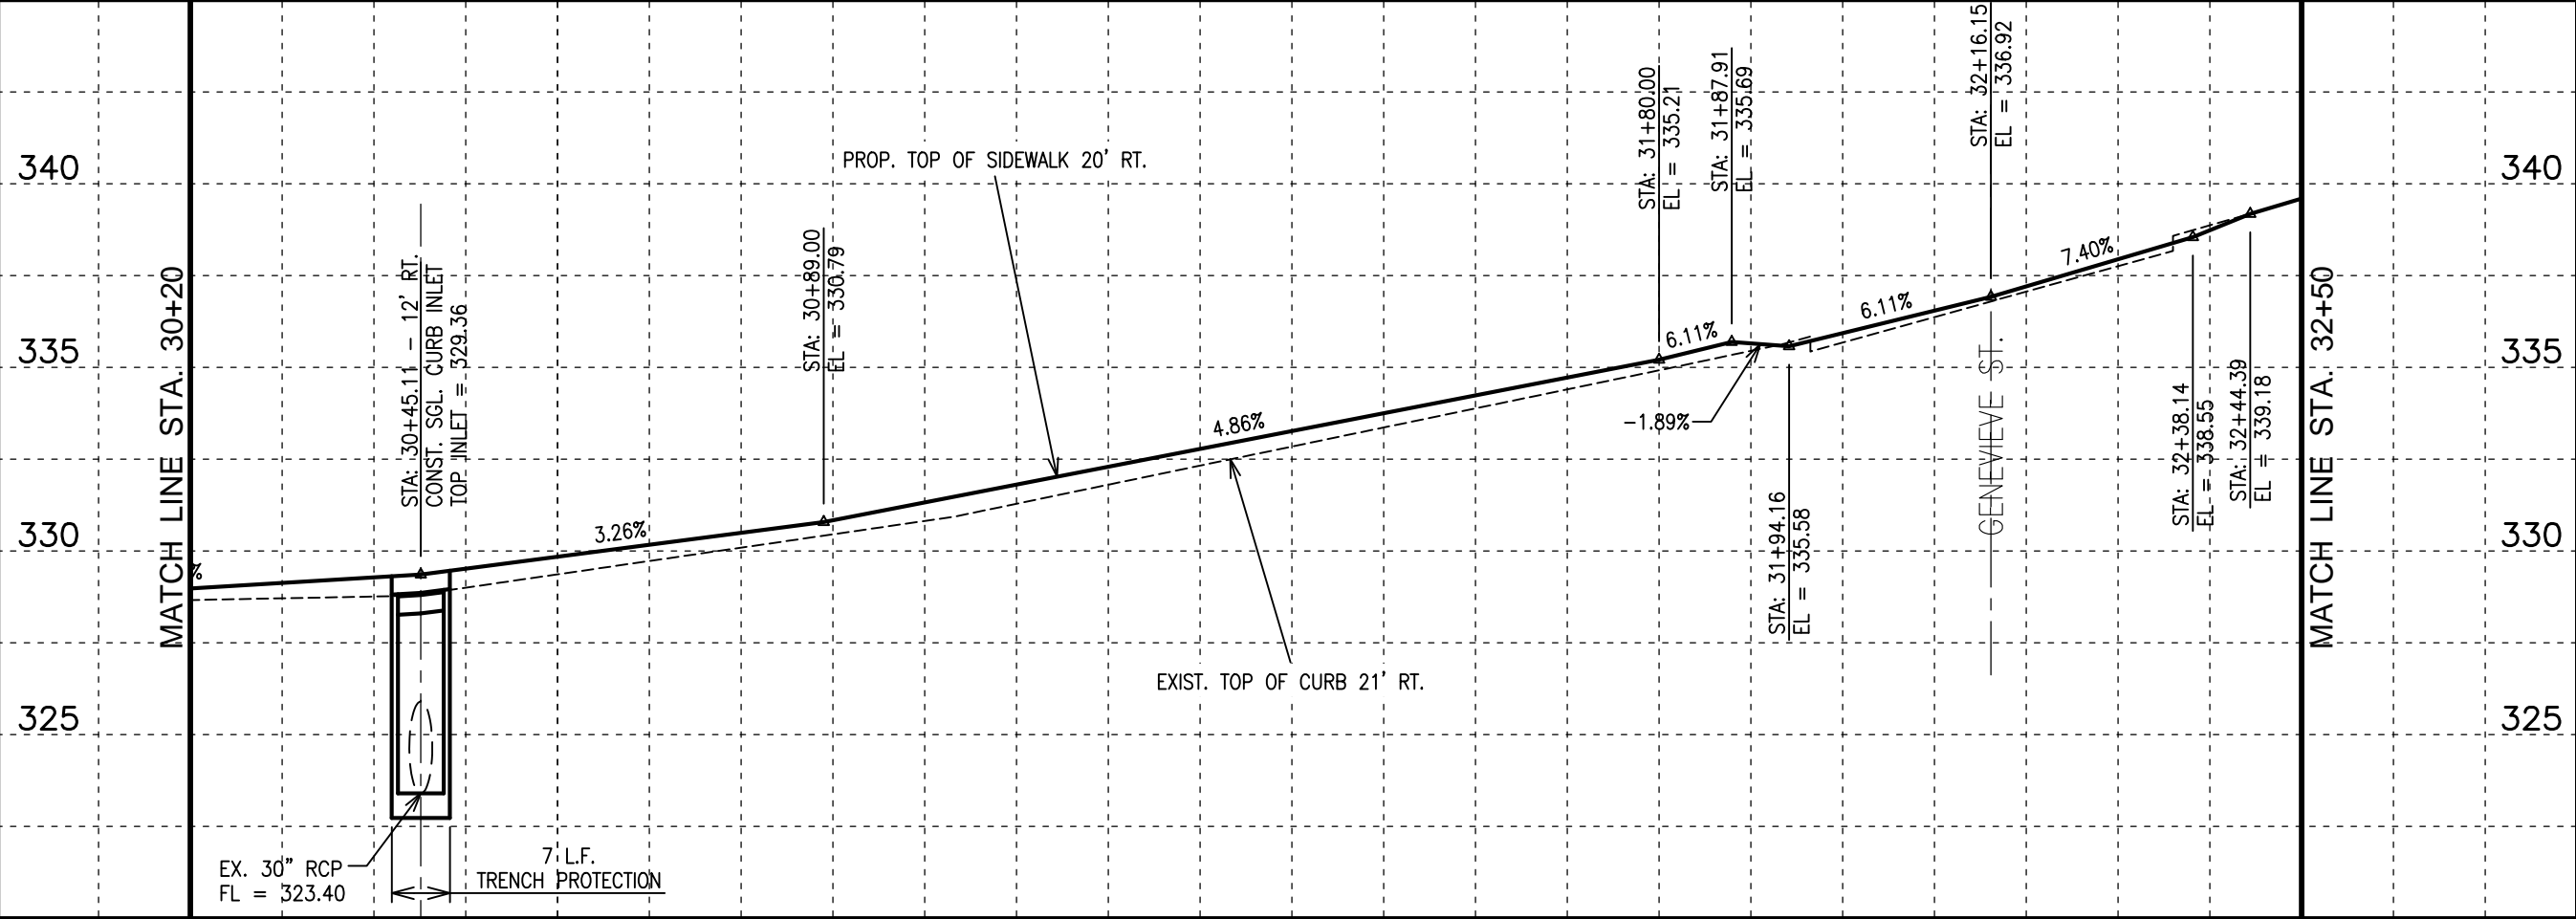 340
335
330
325
MATCH LINE STA. 30+20
%
STA: 30+45.11 - 12' RT.
CONST. SGL. CURB INLET
TOP INLET = 329.36
EX. 30" RCP
FL = 323.40
7 L.F.
TRENCH PROTECTION
3.26%
STA: 30+89.00
EL = 330.79
PROP. TOP OF SIDEWALK 20' RT.
4.86%
EXIST. TOP OF CURB 21' RT.
STA: 31+80.00
EL = 335.21
6.11%
STA: 31+87.91
EL = 335.69
-1.89%
STA: 31+94.16
EL = 335.58
6.11%
STA: 32+16.15
EL = 336.92
GENEVIEVE ST.
7.40%
STA: 32+38.14
EL = 338.55
STA: 32+44.39
EL = 339.18
MATCH LINE STA. 32+50
340
335
330
325